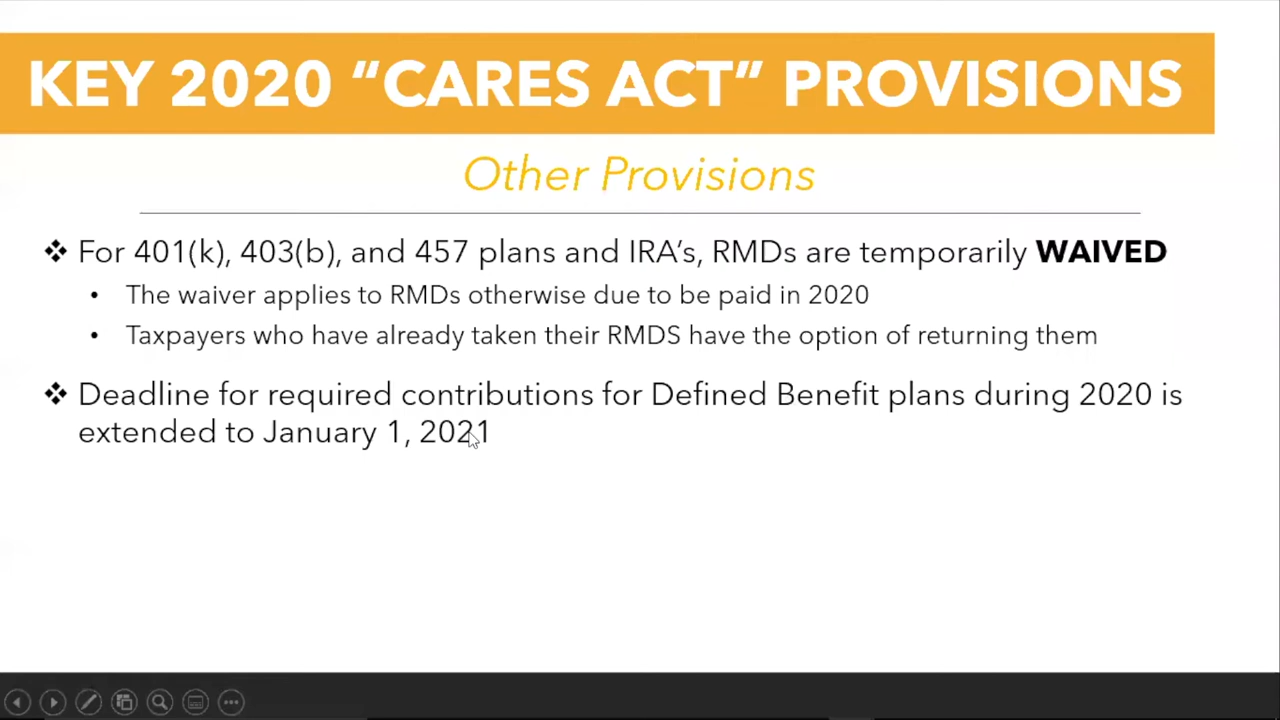 KEY 2020 “CARES ACT” PROVISIONS
Other Provisions
❖ For 401(k), 403(b), and 457 plans and IRA’s, RMDs are temporarily WAIVED
• The waiver applies to RMDs otherwise due to be paid in 2020
• Taxpayers who have already taken their RMDS have the option of returning them
❖ Deadline for required contributions for Defined Benefit plans during 2020 is
extended to January 1, 2021